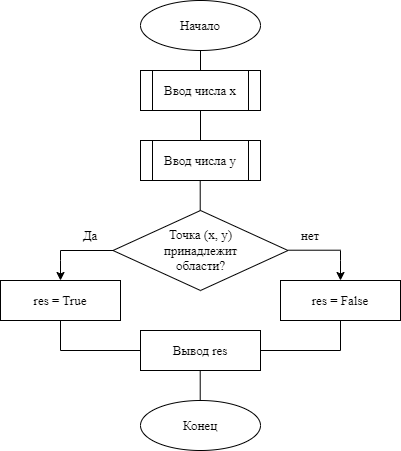 Начало
Ввод числа x
Ввод числа y
Да
Точка (x, y)
принадлежит
области?
нет
res = True
res = False
Вывод res
Конец